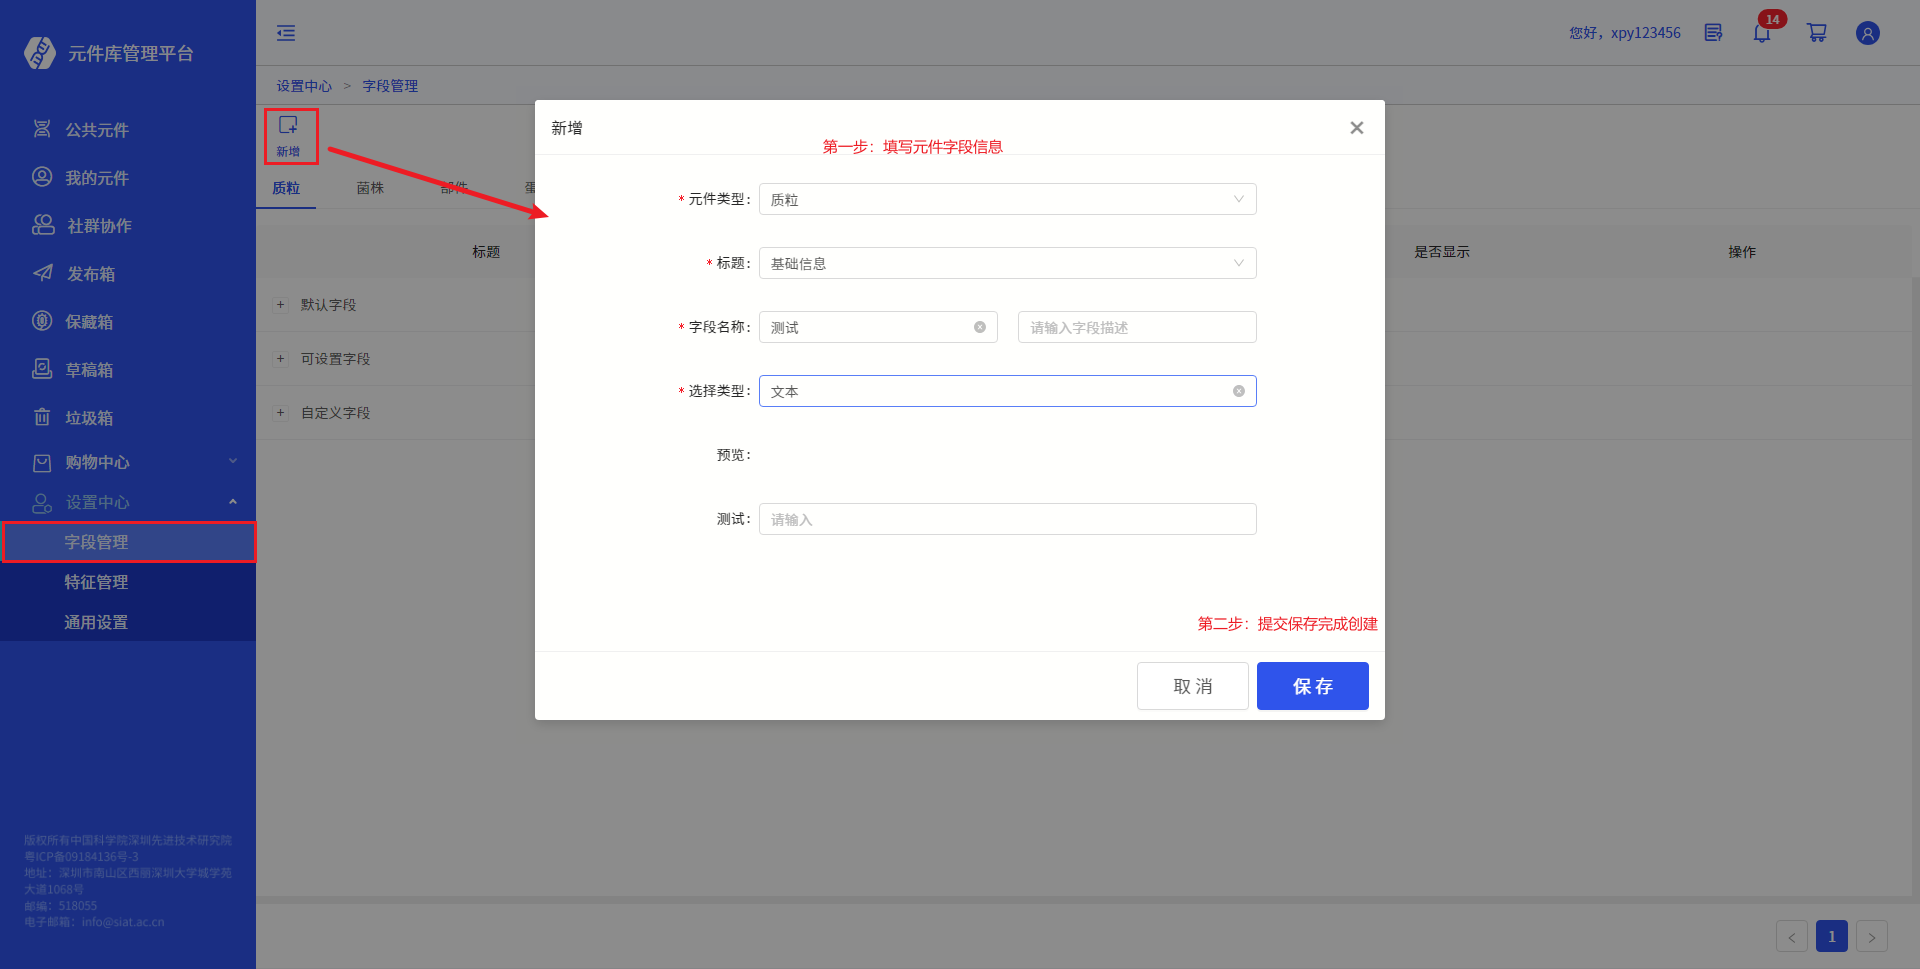 元件库管理平台
公共元件
我的元件
社群协作
发布箱
保藏箱
草稿箱
垃圾箱
购物中心
设置中心
字段管理
特征管理
通用设置
版权所有中国科学院深圳先进技术研究院
粤ICP备09184136号-3
地址：深圳市南山区西丽深圳大学城学苑
大道1068号
邮编：518055
电子邮箱：info@siat.ac.cn
您好，xpy123456
14
设置中心 > 字段管理
新增
质粒 菌株 部件 蛋
标题 是否显示 操作
+ 默认字段
+ 可设置字段
+ 自定义字段
新增
第一步：填写元件字段信息
* 元件类型： 质粒
* 标题： 基础信息
* 字段名称： 测试 请输入字段描述
* 选择类型： 文本
预览：
测试： 请输入
第二步：提交保存完成创建
取消 保存
< 1 >